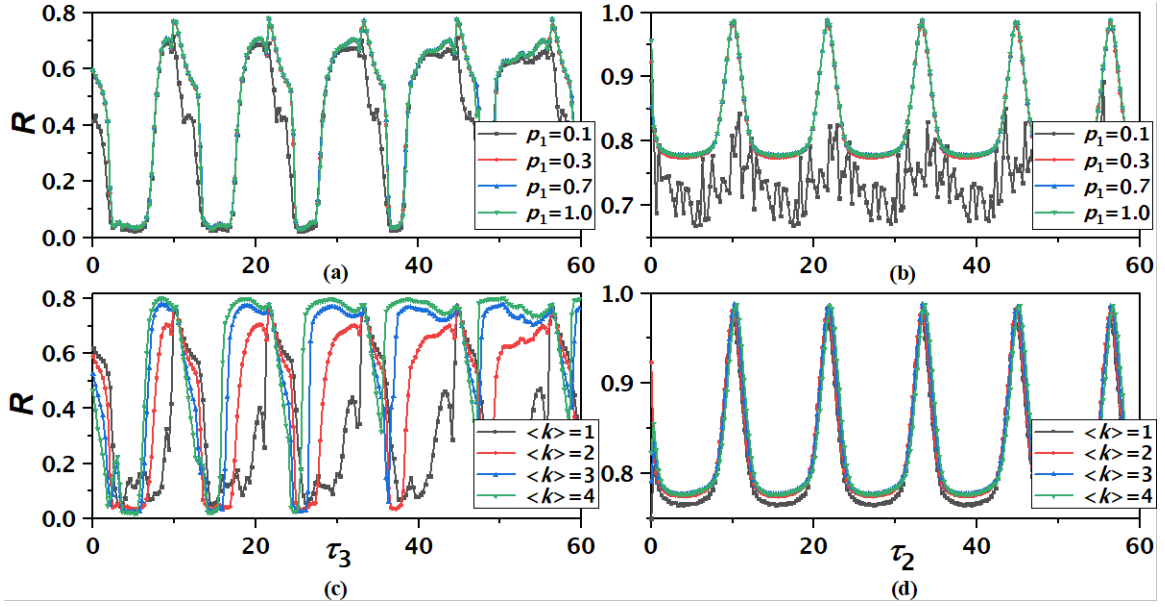 0.8
0.6
0.4
0.2
0.0
R
p1=0.1
p1=0.3
p1=0.7
p1=1.0
0 20 40 60
(a)
1.0
0.9
0.8
0.7
p1=0.1
p1=0.3
p1=0.7
p1=1.0
0 20 40 60
(b)
0.8
0.6
0.4
0.2
0.0
R
<k>=1
<k>=2
<k>=3
<k>=4
0 20 40 60
τ3
(c)
1.0
0.9
0.8
<k>=1
<k>=2
<k>=3
<k>=4
0 20 40 60
τ2
(d)